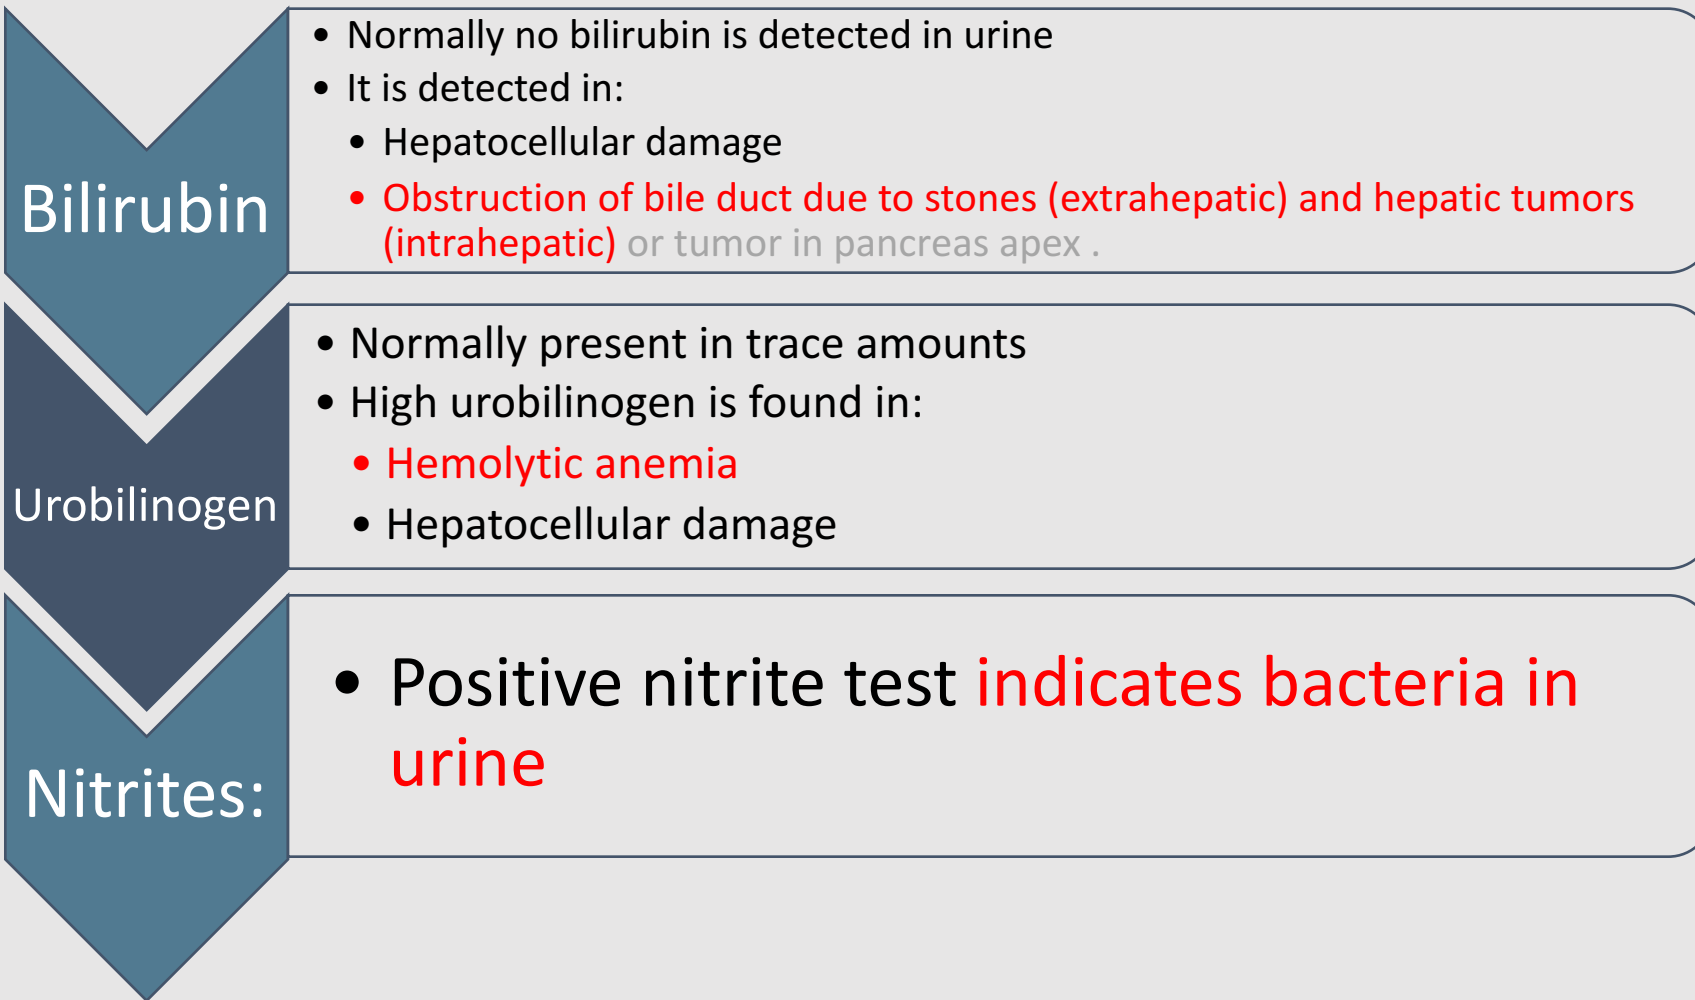 Bilirubin
• Normally no bilirubin is detected in urine
• It is detected in:
• Hepatocellular damage
• Obstruction of bile duct due to stones (extrahepatic) and hepatic tumors
(intrahepatic) or tumor in pancreas apex .
Urobilinogen
• Normally present in trace amounts
• High urobilinogen is found in:
• Hemolytic anemia
• Hepatocellular damage
Nitrites:
• Positive nitrite test indicates bacteria in
urine